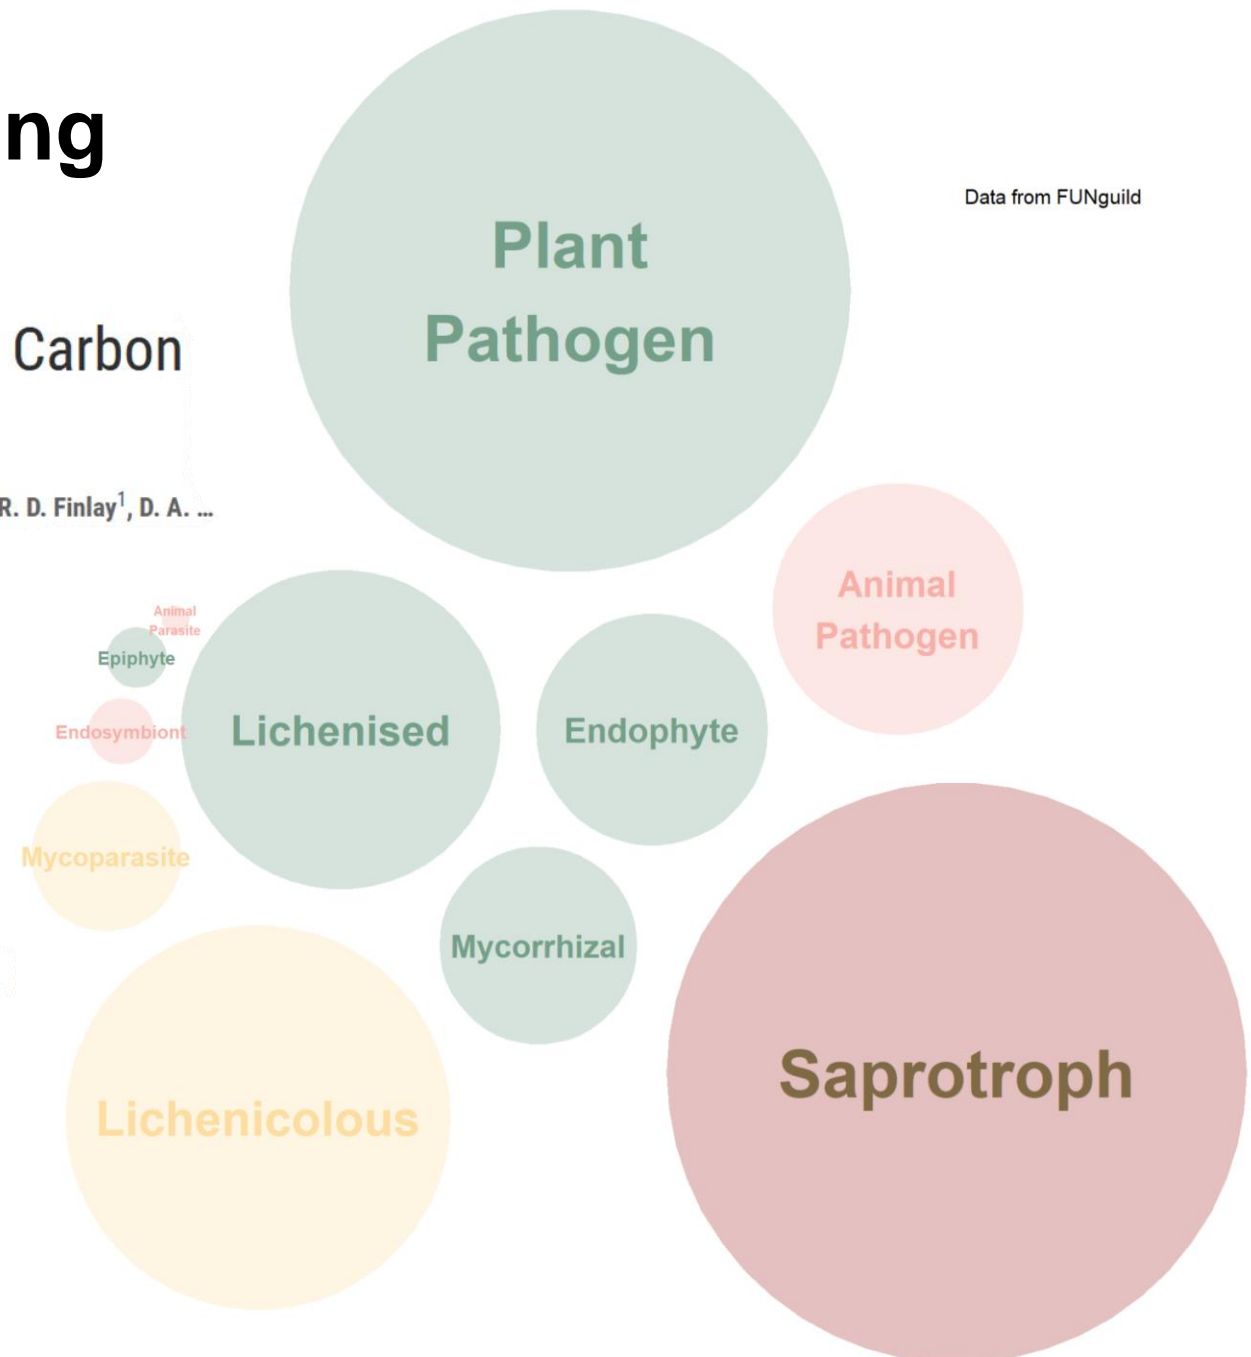 ng
Data from FUNguild
Carbon
R. D. Finlay¹, D. A. ...
Plant
Pathogen
Animal
Pathogen
Animal
Parasite
Epiphyte
Endosymbiont
Lichenised
Endophyte
Mycoparasite
Mycorrhizal
Lichenicolous
Saprotroph